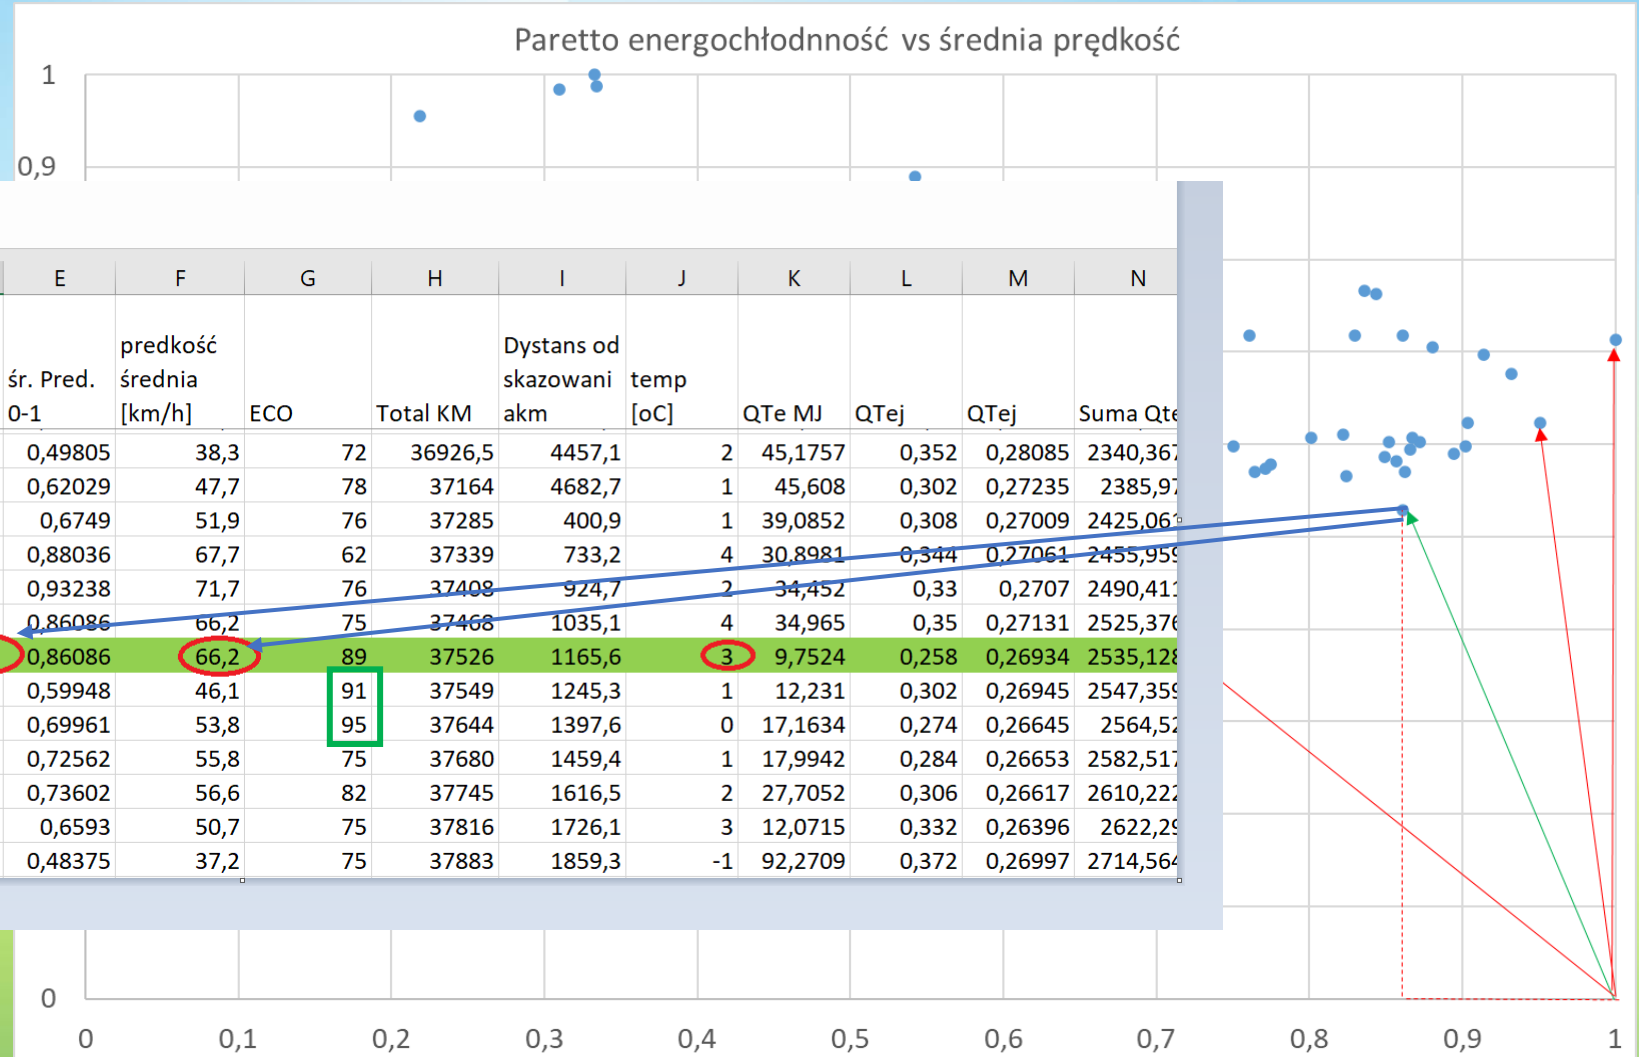 Paretto energochłodnność vs średnia prędkość
1
0,9
E F G H I J K L M N
śr. Pred. 0-1 predkość średnia [km/h] ECO Total KM Dystans od skazowani akm temp [oC] QTe MJ QTej QTej Suma Qte
0,49805 38,3 72 36926,5 4457,1 2 45,1757 0,352 0,28085 2340,367
0,62029 47,7 78 37164 4682,7 1 45,608 0,302 0,27235 2385,97
0,6749 51,9 76 37285 400,9 1 39,0852 0,308 0,27009 2425,061
0,88036 67,7 62 37339 733,2 4 30,8981 0,344 0,27061 2455,959
0,93238 71,7 76 37408 924,7 2 34,452 0,33 0,2707 2490,411
0,86086 66,2 75 37468 1035,1 4 34,965 0,35 0,27131 2525,376
0,86086 66,2 89 37526 1165,6 3 9,7524 0,258 0,26934 2535,128
0,59948 46,1 91 37549 1245,3 1 12,231 0,302 0,26945 2547,359
0,69961 53,8 95 37644 1397,6 0 17,1634 0,274 0,26645 2564,52
0,72562 55,8 75 37680 1459,4 1 17,9942 0,284 0,26653 2582,517
0,73602 56,6 82 37745 1616,5 2 27,7052 0,306 0,26617 2610,222
0,6593 50,7 75 37816 1726,1 3 12,0715 0,332 0,26396 2622,29
0,48375 37,2 75 37883 1859,3 -1 92,2709 0,372 0,26997 2714,564
0
0 0,1 0,2 0,3 0,4 0,5 0,6 0,7 0,8 0,9 1